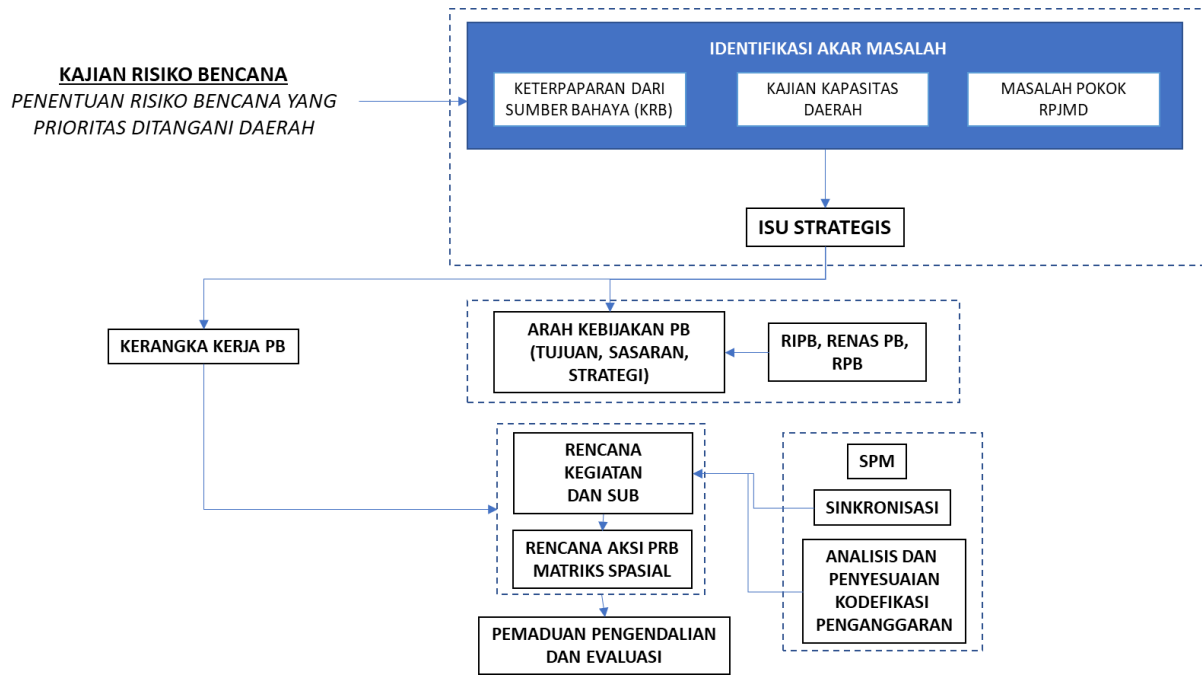 IDENTIFIKASI AKAR MASALAH
KAJIAN RISIKO BENCANA
PENENTUAN RISIKO BENCANA YANG
PRIORITAS DITANGANI DAERAH
KETERPAPARAN DARI
SUMBER BAHAYA (KRB)
KAJIAN KAPASITAS
DAERAH
MASALAH POKOK
RPJMD
ISU STRATEGIS
KERANGKA KERJA PB
ARAH KEBIJAKAN PB
(TUJUAN, SASARAN,
STRATEGI)
RIPB, RENAS PB,
RPB
RENCANA
KEGIATAN
DAN SUB
SPM
SINKRONISASI
RENCANA AKSI PRB
MATRIKS SPASIAL
ANALISIS DAN
PENYESUAIAN
KODEFIKASI
PENGANGGARAN
PEMADUAN PENGENDALIAN
DAN EVALUASI